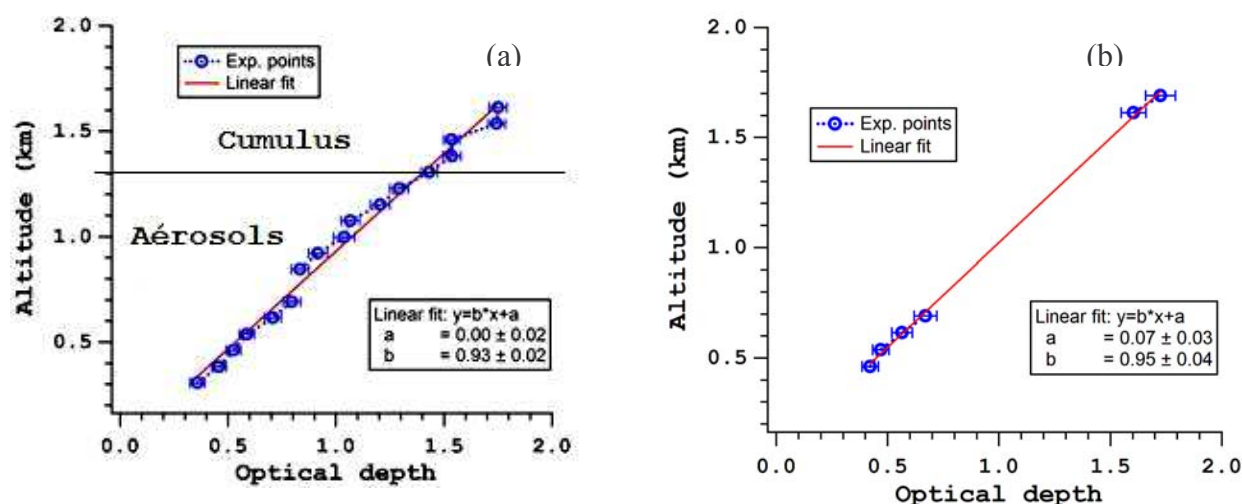 (a)
2.0
1.5
1.0
0.5
Altitude (km)
Exp. points
Linear fit
Cumulus
Aérosols
Linear fit: y=b*x+a
a = 0.00 ± 0.02
b = 0.93 ± 0.02
0.0 0.5 1.0 1.5 2.0
Optical depth
(b)
2.0
1.5
1.0
0.5
Altitude (km)
Exp. points
Linear fit
Linear fit: y=b*x+a
a = 0.07 ± 0.03
b = 0.95 ± 0.04
0.0 0.5 1.0 1.5 2.0
Optical depth